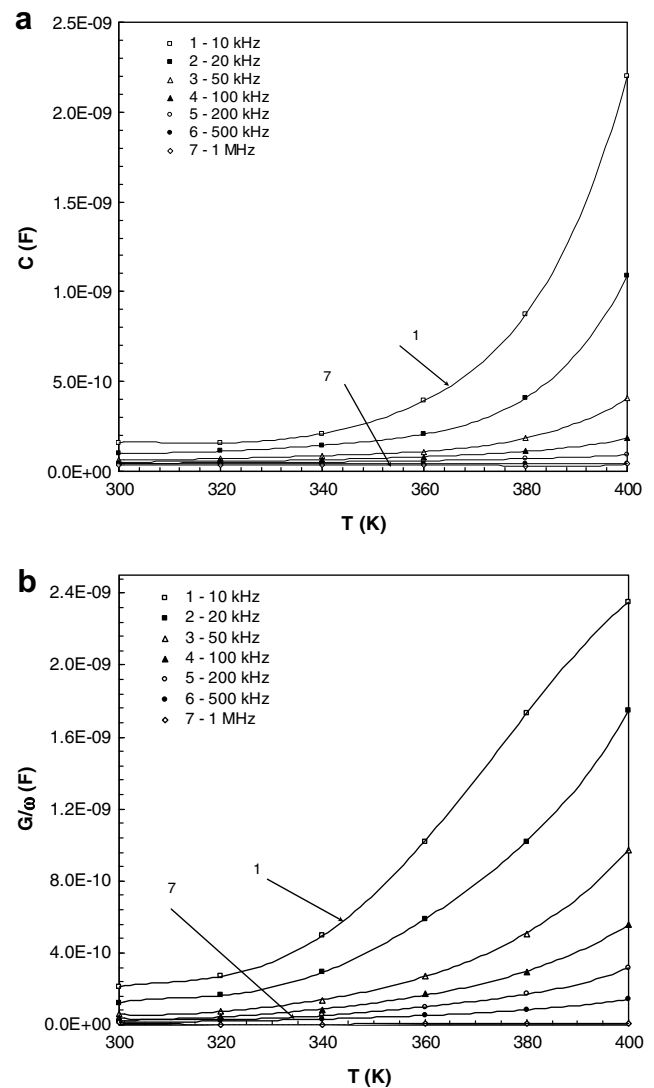 a
2.5E-09
1 - 10 kHz
2 - 20 kHz
3 - 50 kHz
4 - 100 kHz
5 - 200 kHz
6 - 500 kHz
7 - 1 MHz
2.0E-09
1.5E-09
C (F)
1.0E-09
1
7
5.0E-10
0.0E+00
300 320 340 360 380 400
T (K)
b
2.4E-09
1 - 10 kHz
2 - 20 kHz
3 - 50 kHz
4 - 100 kHz
5 - 200 kHz
6 - 500 kHz
7 - 1 MHz
2.0E-09
1.6E-09
G/ω (F)
1.2E-09
8.0E-10
7
1
4.0E-10
0.0E+00
300 320 340 360 380 400
T (K)